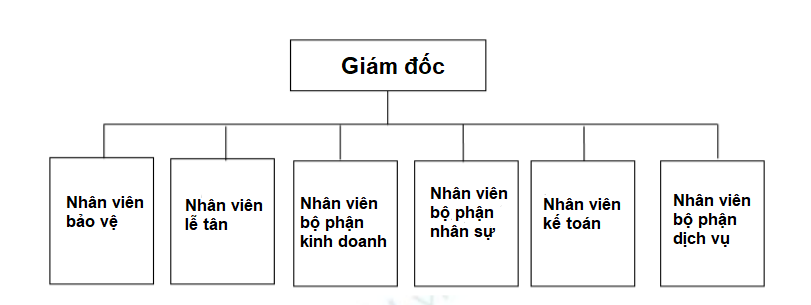 Giám đốc
Nhân viên
bảo vệ
Nhân viên
lễ tân
Nhân viên
bộ phận
kinh doanh
Nhân viên
bộ phận
nhân sự
Nhân viên
kế toán
Nhân viên
bộ phận
dịch vụ